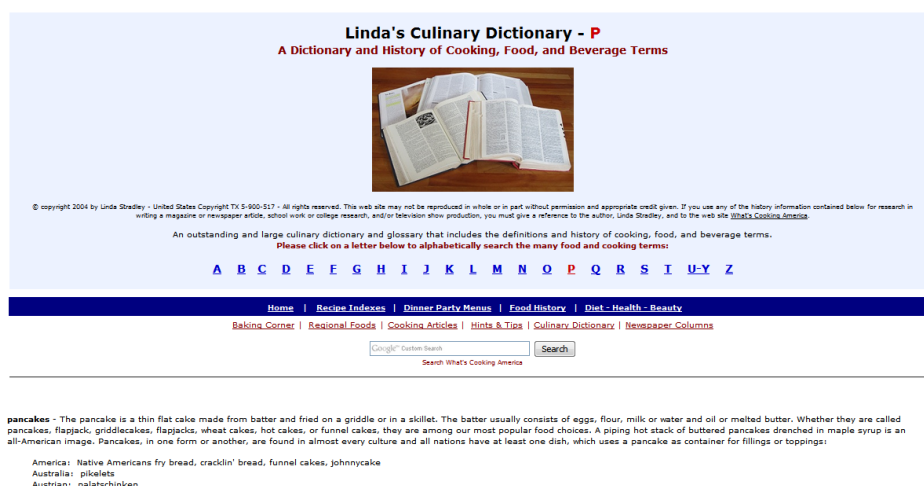 Linda's Culinary Dictionary - P
A Dictionary and History of Cooking, Food, and Beverage Terms
© copyright 2004 by Linda Stradley - United States Copyright TX 5-900-517 - All rights reserved. This web site may not be reproduced in whole or in part without permission and appropriate credit given. If you use any of the history information contained below for research in
writing a magazine or newspaper article, school work or college research, and/or television show production, you must give a reference to the author, Linda Stradley, and to the web site What's Cooking America.
An outstanding and large culinary dictionary and glossary that includes the definitions and history of cooking, food, and beverage terms.
Please click on a letter below to alphabetically search the many food and cooking terms:
A B C D E F G H I J K L M N O P Q R S T U-Y Z
Home | Recipe Indexes | Dinner Party Menus | Food History | Diet - Health - Beauty
Baking Corner | Regional Foods | Cooking Articles | Hints & Tips | Culinary Dictionary | Newspaper Columns
Google™ Custom Search Search
Search What's Cooking America
pancakes - The pancake is a thin flat cake made from batter and fried on a griddle or in a skillet. The batter usually consists of eggs, flour, milk or water and oil or melted butter. Whether they are called
pancakes, flapjack, griddlecakes, flapjacks, wheat cakes, hot cakes, or funnel cakes, they are among our most popular food choices. A piping hot stack of buttered pancakes drenched in maple syrup is an
all-American image. Pancakes, in one form or another, are found in almost every culture and all nations have at least one dish, which uses a pancake as container for fillings or toppings:
America: Native Americans fry bread, cracklin' bread, funnel cakes, johnnycake
Australia: pikelets
Austrian: palatschinken